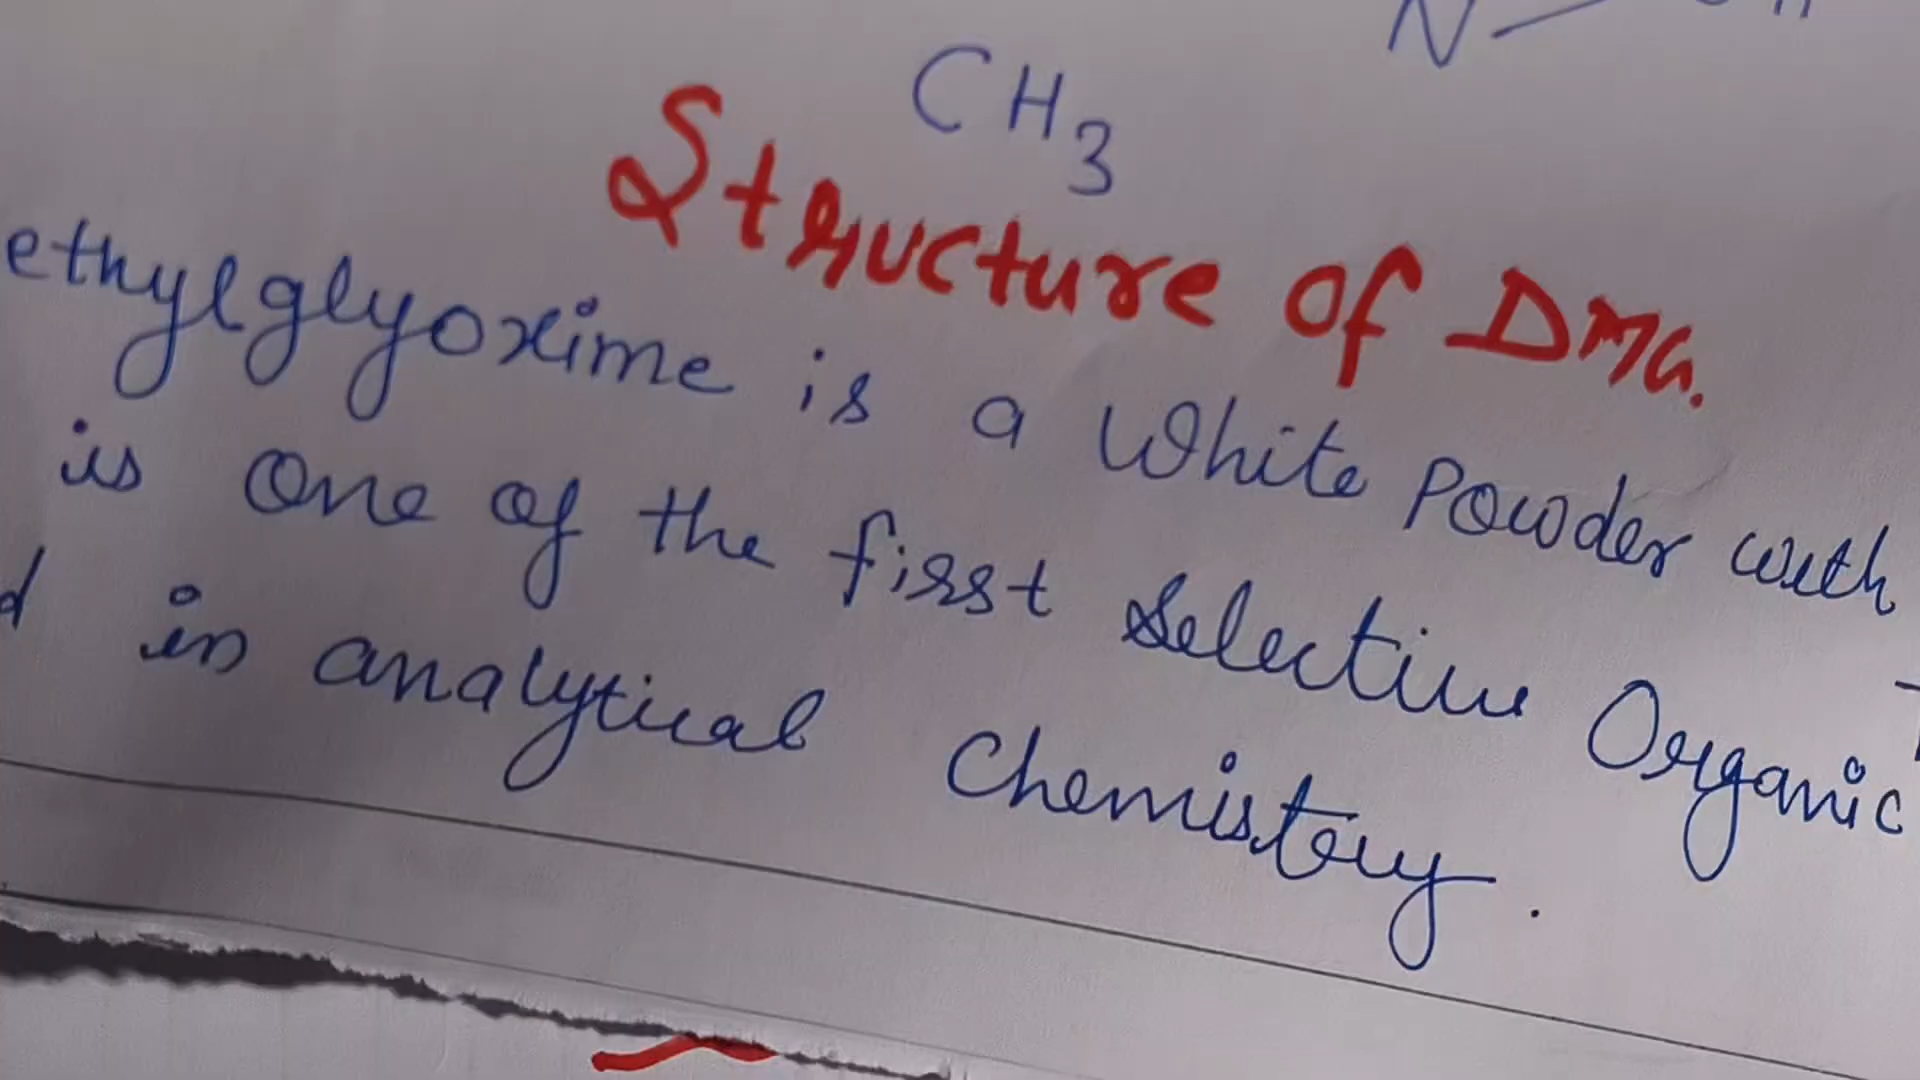 N
CH3
Structure of DMG.
ethylglyoxime is a White Powder with
is One of the first Selective Organic
d in analytical Chemistry.